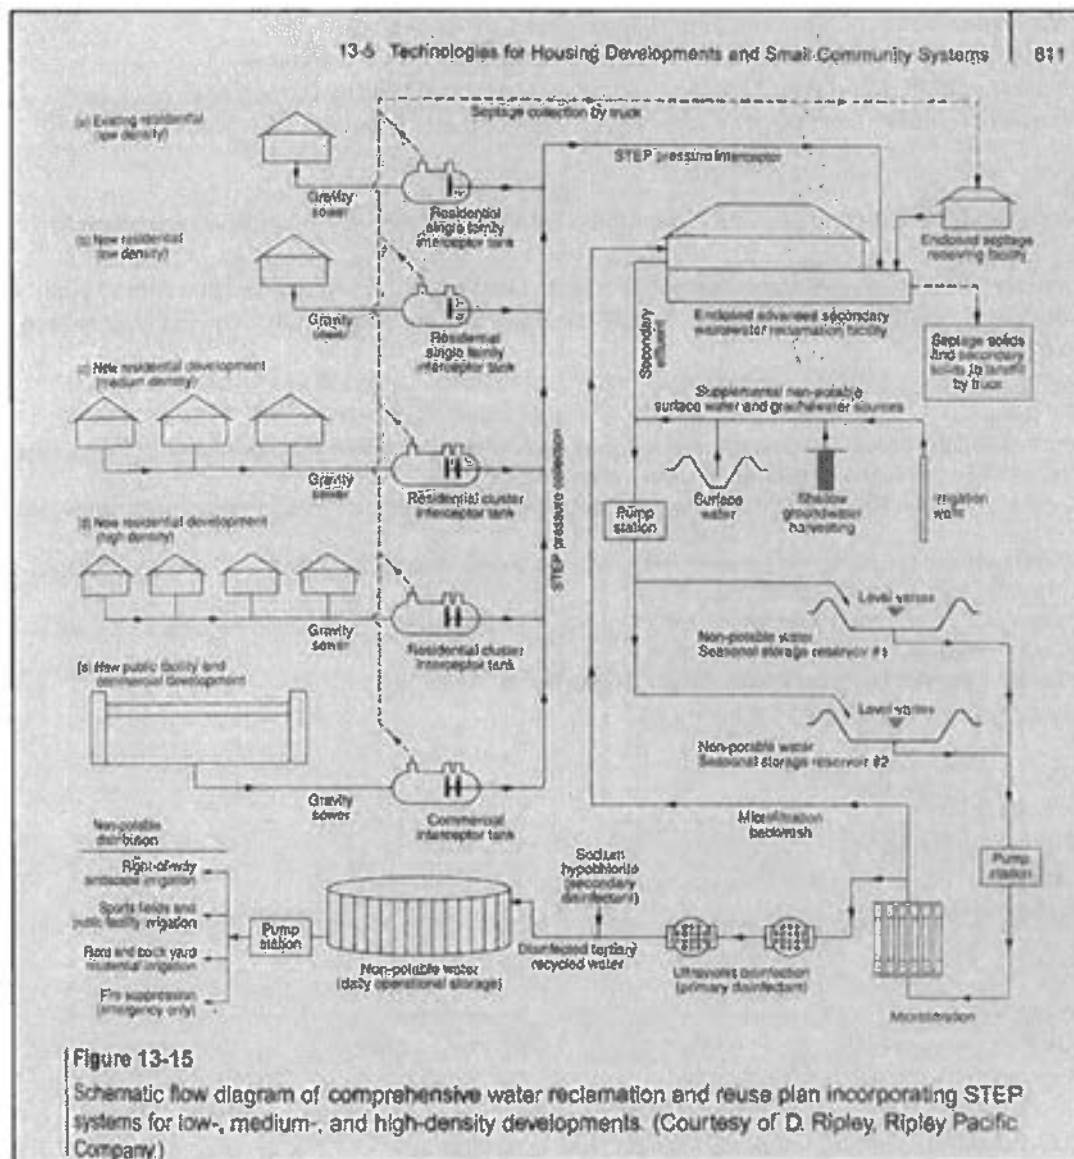 13-5 Technologies for Housing Developments and Small Community Systems
811
(a) Existing residential
(low density)
Septage collection by truck
STEP pressure interceptor
Gravity
sewer
Residential
single family
interceptor tank
Enclosed septage
receiving facility
(b) New residential
(low density)
Gravity
sewer
Residential
single family
interceptor tank
Enclosed advanced secondary
wastewater reclamation facility
Secondary
effluent
Septage solids
and secondary
solids to landfill
by truck
(c) New residential development
(medium density)
Supplemental non-potable
surface water and groundwater sources
Gravity
sewer
Residential cluster
interceptor tank
STEP pressure collection
Pump
station
Surface
water
Shallow
groundwater
harvesting
Irrigation
wells
(d) New residential development
(high density)
Gravity
sewer
Residential cluster
interceptor tank
Level varies
Non-potable water
Seasonal storage reservoir #1
(e) New public facility and
commercial development
Level varies
Non-potable water
Seasonal storage reservoir #2
Gravity
sewer
Commercial
interceptor tank
Microfiltration
backwash
Pump
station
Non-potable
distribution
Right-of-way
landscape irrigation
Sports fields and
public facility irrigation
Front and back yard
residential irrigation
Fire suppression
(emergency only)
Pump
station
Non-potable water
(daily operational storage)
Sodium
hypochlorite
(secondary
disinfectant)
Disinfected tertiary
recycled water
Ultraviolet disinfection
(primary disinfectant)
Microfiltration
Figure 13-15
Schematic flow diagram of comprehensive water reclamation and reuse plan incorporating STEP
systems for low-, medium-, and high-density developments. (Courtesy of D. Ripley, Ripley Pacific
Company.)